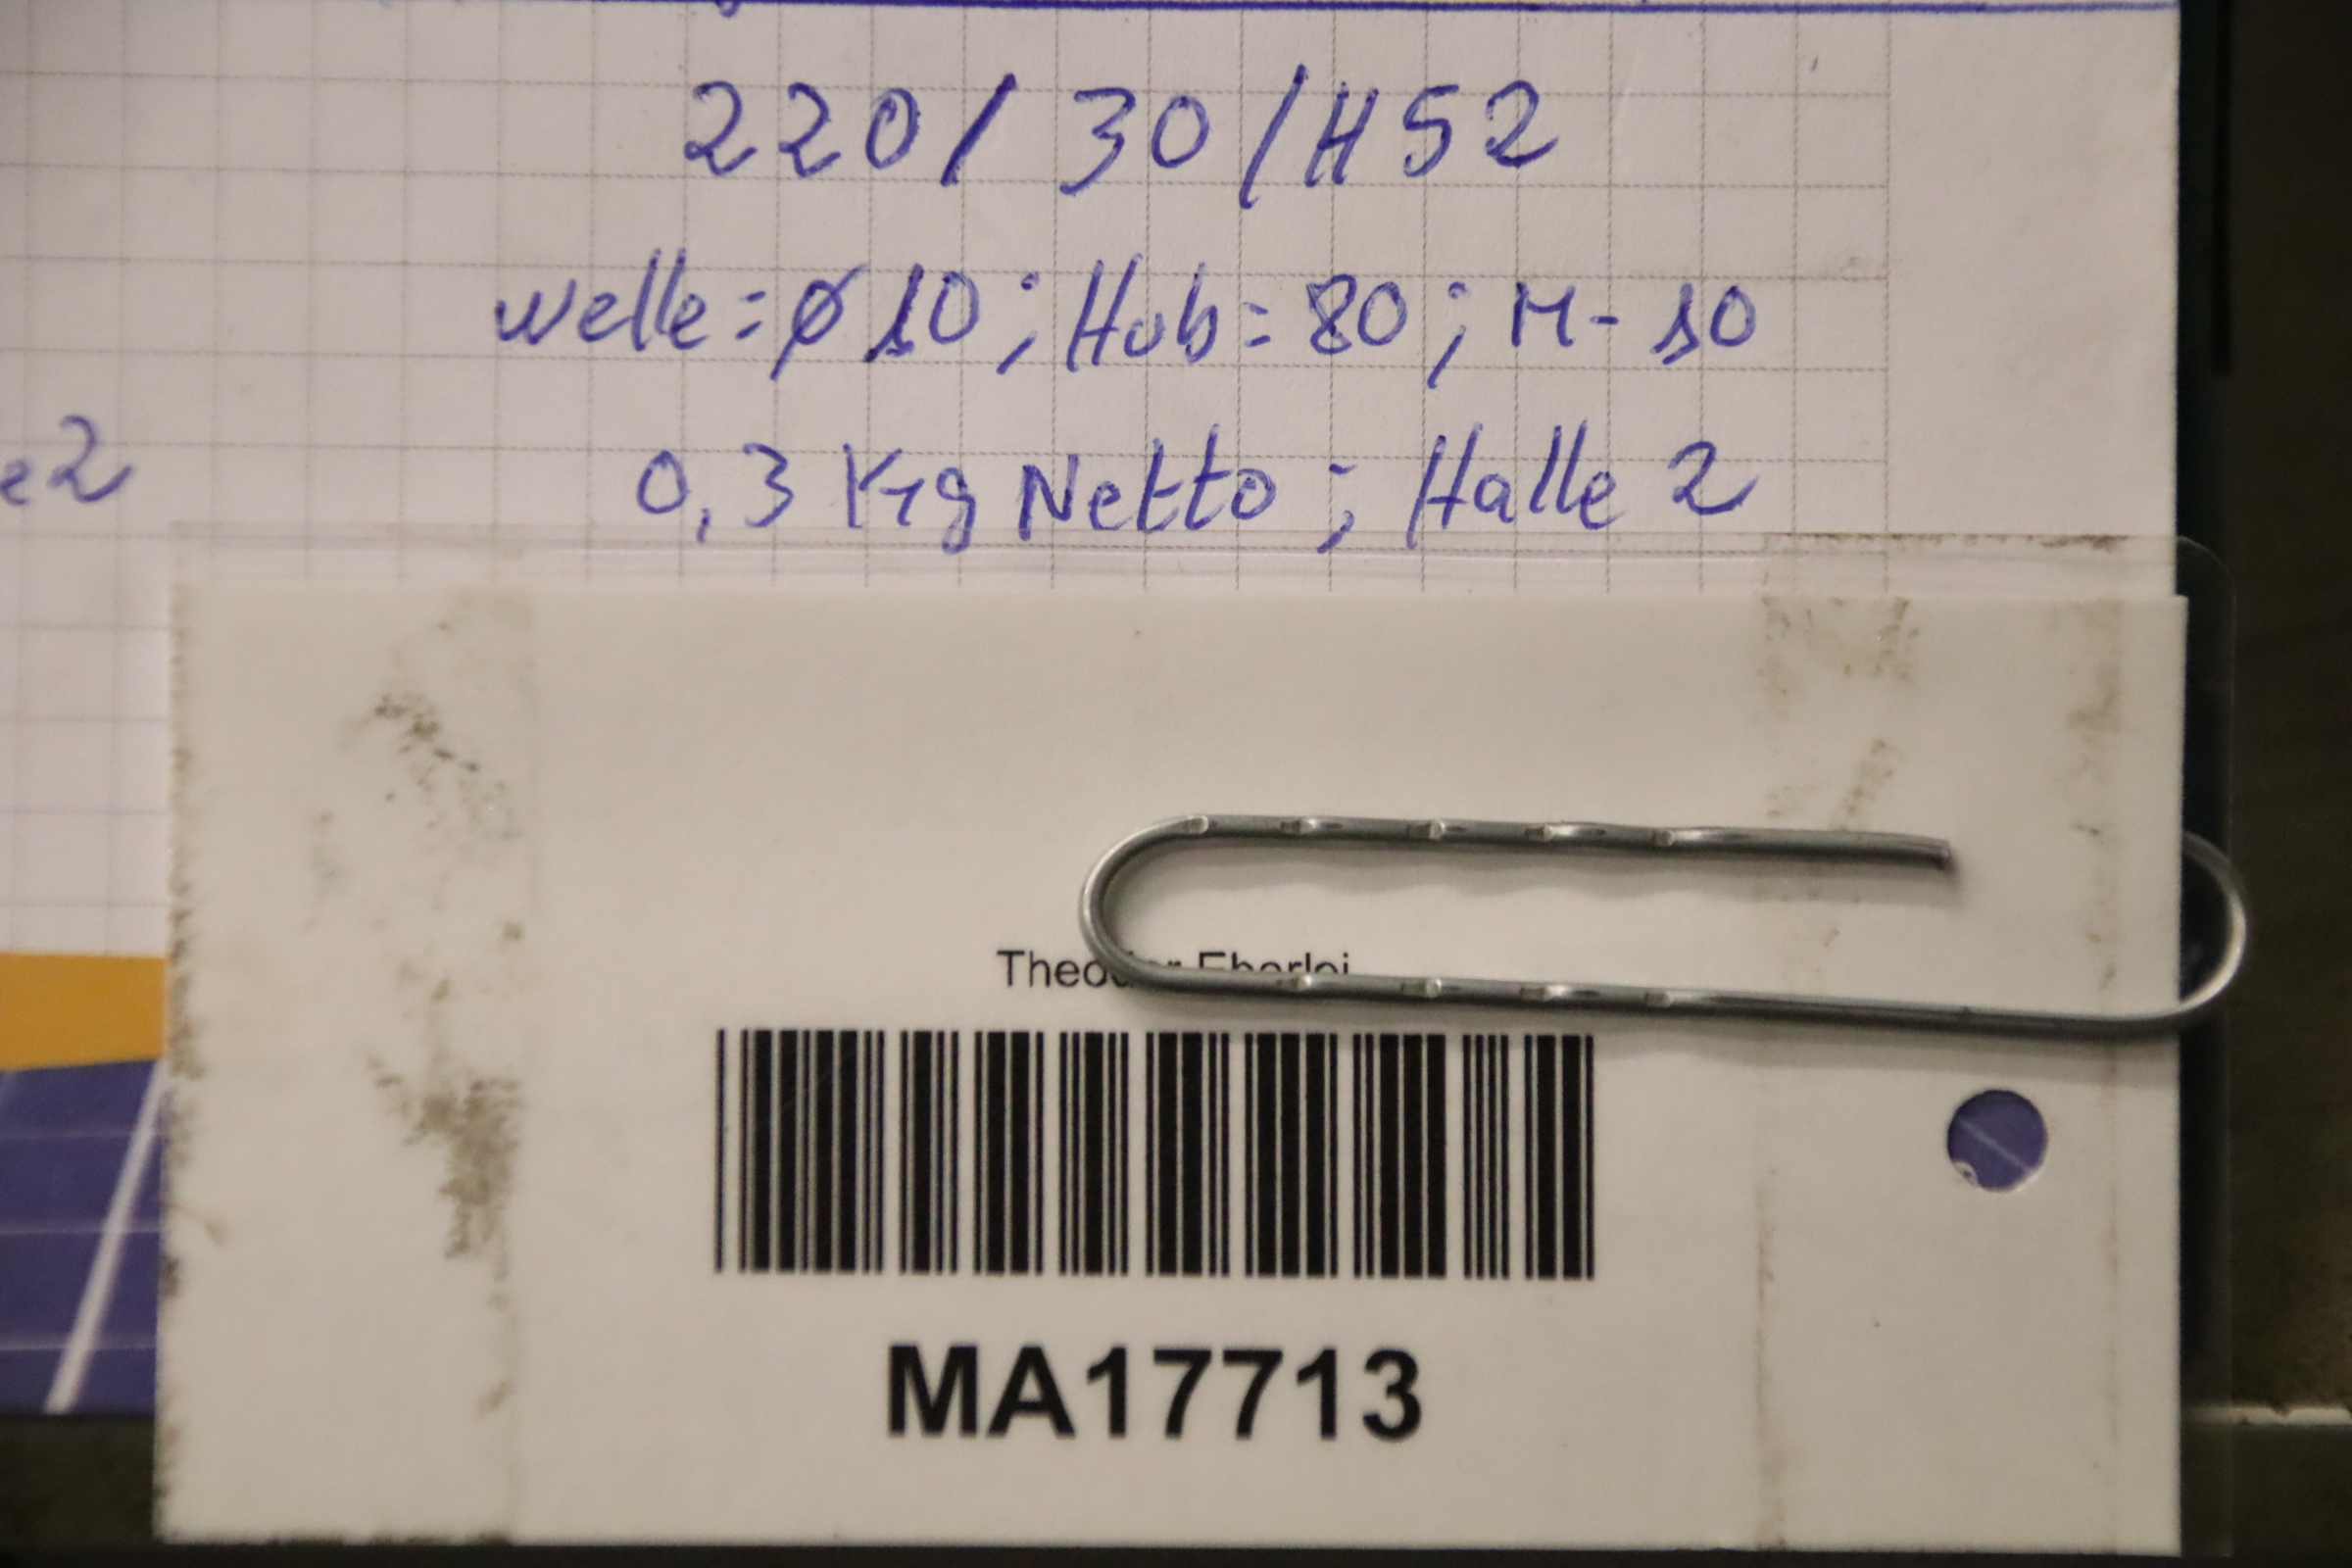 220/30/H52
welle=Ø10; Hub=80; M-10
e2
0,3 Kg Netto; Halle 2
MA17713